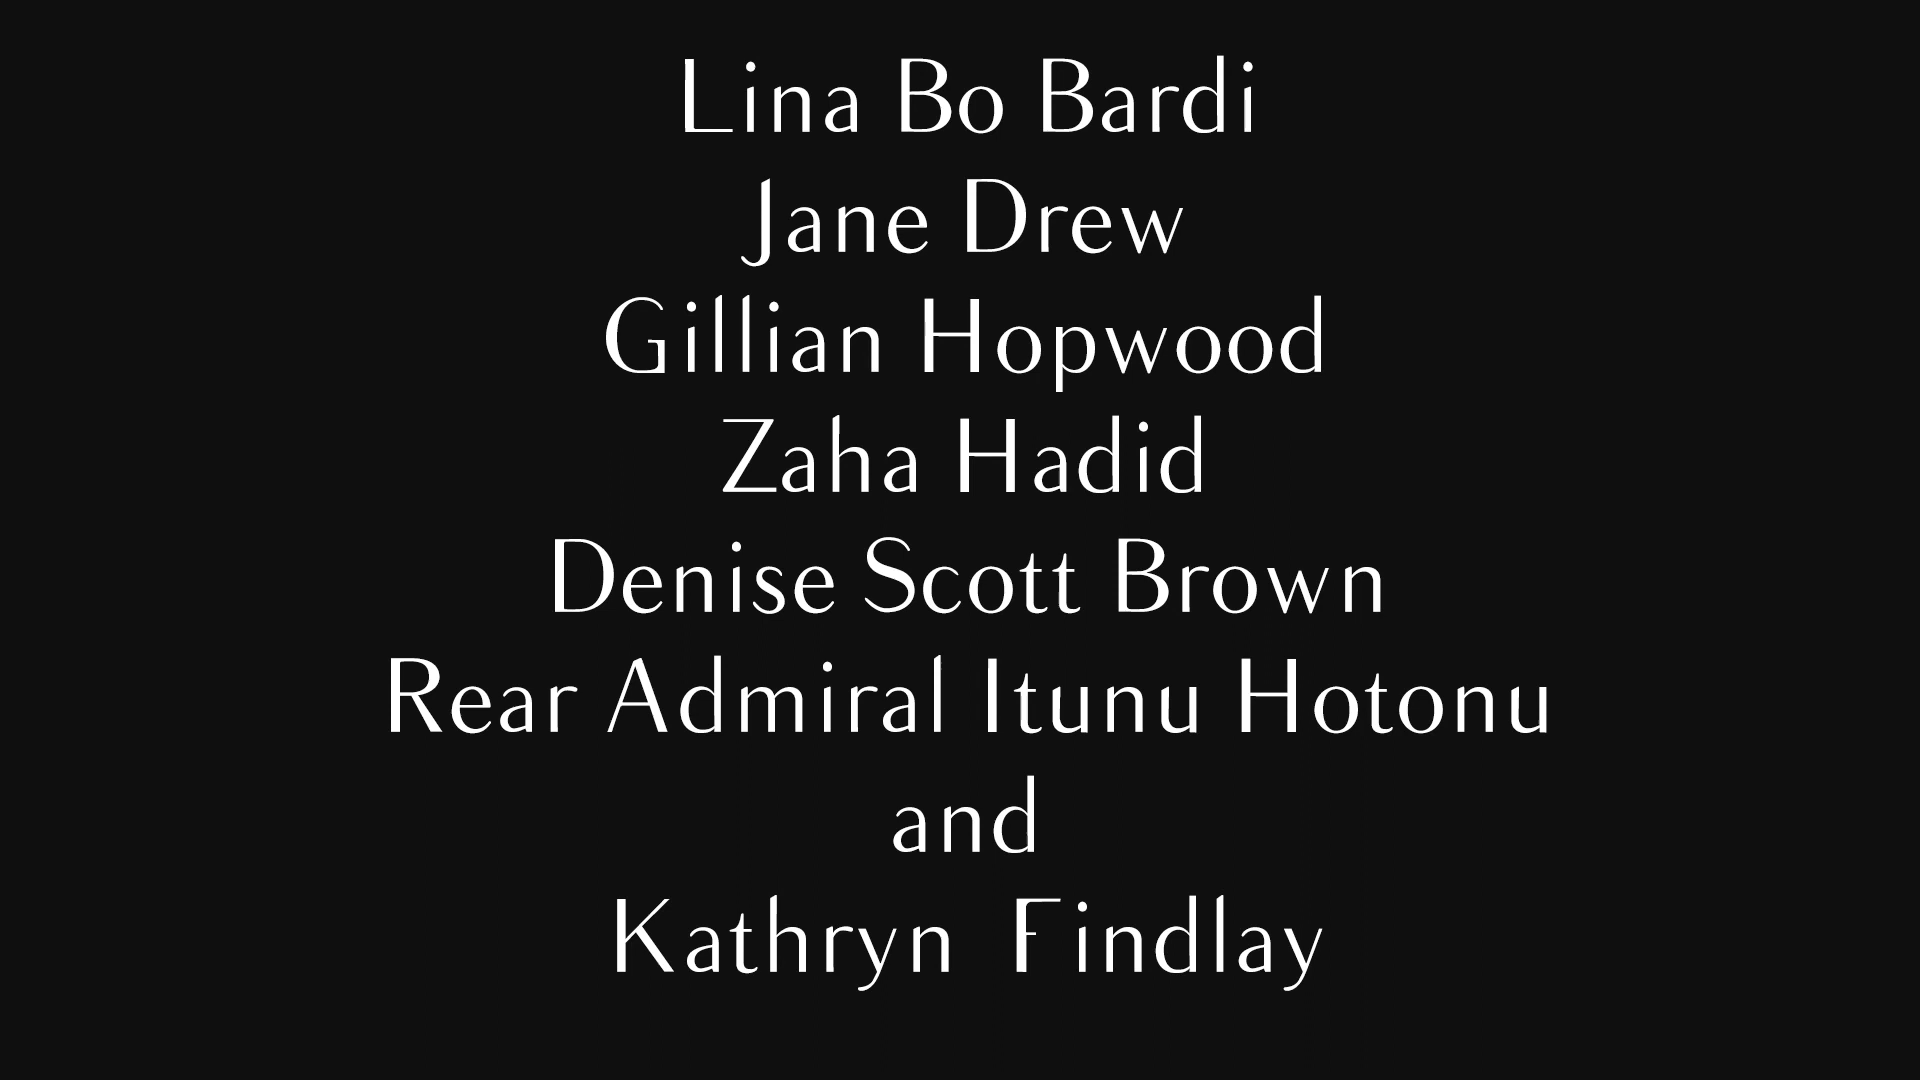 Lina Bo Bardi
Jane Drew
Gillian Hopwood
Zaha Hadid
Denise Scott Brown
Rear Admiral Itunu Hotonu
and
Kathryn Findlay